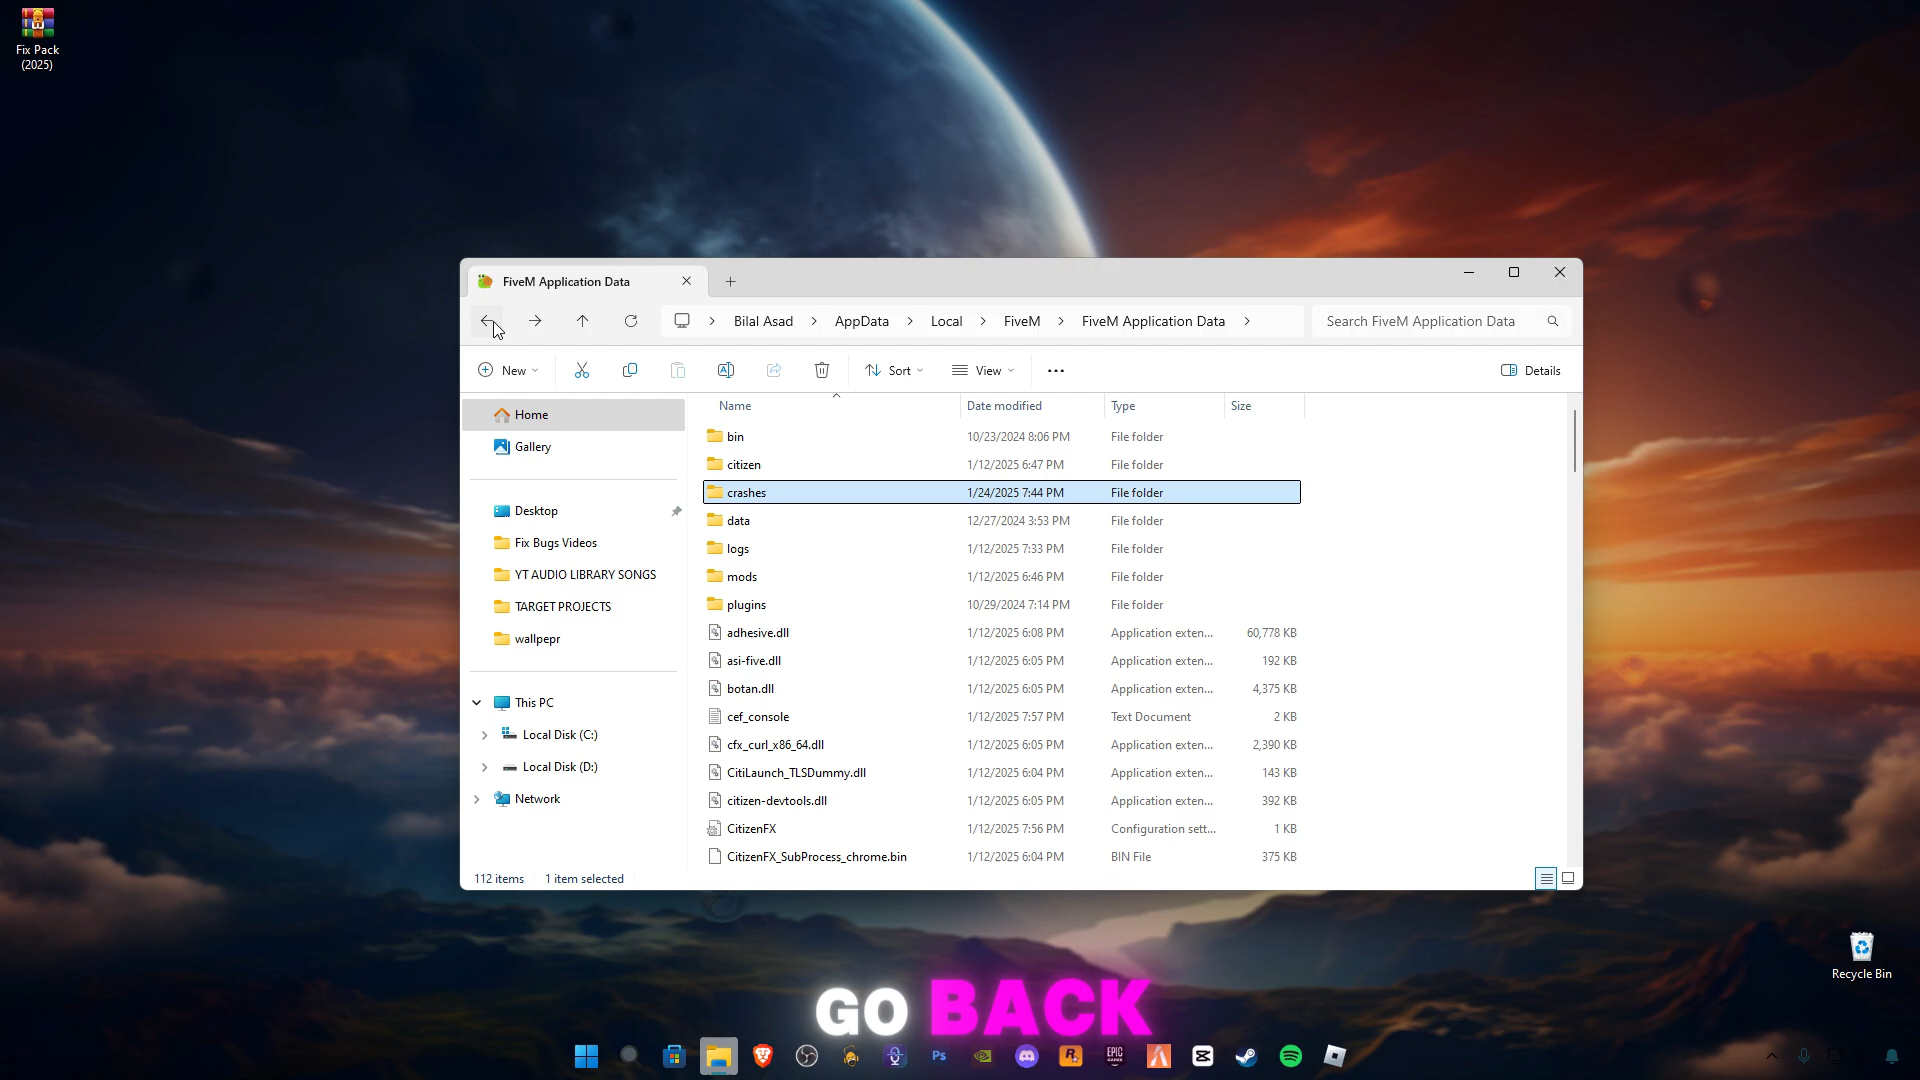 Fix Pack
(2025)
FiveM Application Data
Bilal Asad
AppData
Local
FiveM
FiveM Application Data
Search FiveM Application Data
New
Sort
View
Details
Home
Gallery
Desktop
Fix Bugs Videos
YT AUDIO LIBRARY SONGS
TARGET PROJECTS
wallpepr
This PC
Local Disk (C:)
Local Disk (D:)
Network
Name Date modified Type Size
bin 10/23/2024 8:06 PM File folder
citizen 1/12/2025 6:47 PM File folder
crashes 1/24/2025 7:44 PM File folder
data 12/27/2024 3:53 PM File folder
logs 1/12/2025 7:33 PM File folder
mods 1/12/2025 6:46 PM File folder
plugins 10/29/2024 7:14 PM File folder
adhesive.dll 1/12/2025 6:08 PM Application exten... 60,778 KB
asi-five.dll 1/12/2025 6:05 PM Application exten... 192 KB
botan.dll 1/12/2025 6:05 PM Application exten... 4,375 KB
cef_console 1/12/2025 7:57 PM Text Document 2 KB
cfx_curl_x86_64.dll 1/12/2025 6:05 PM Application exten... 2,390 KB
CitiLaunch_TLSDummy.dll 1/12/2025 6:04 PM Application exten... 143 KB
citizen-devtools.dll 1/12/2025 6:05 PM Application exten... 392 KB
CitizenFX 1/12/2025 7:56 PM Configuration sett... 1 KB
CitizenFX_SubProcess_chrome.bin 1/12/2025 6:04 PM BIN File 375 KB
112 items 1 item selected
Recycle Bin
GO BACK
Ps
EPIC
GAMES